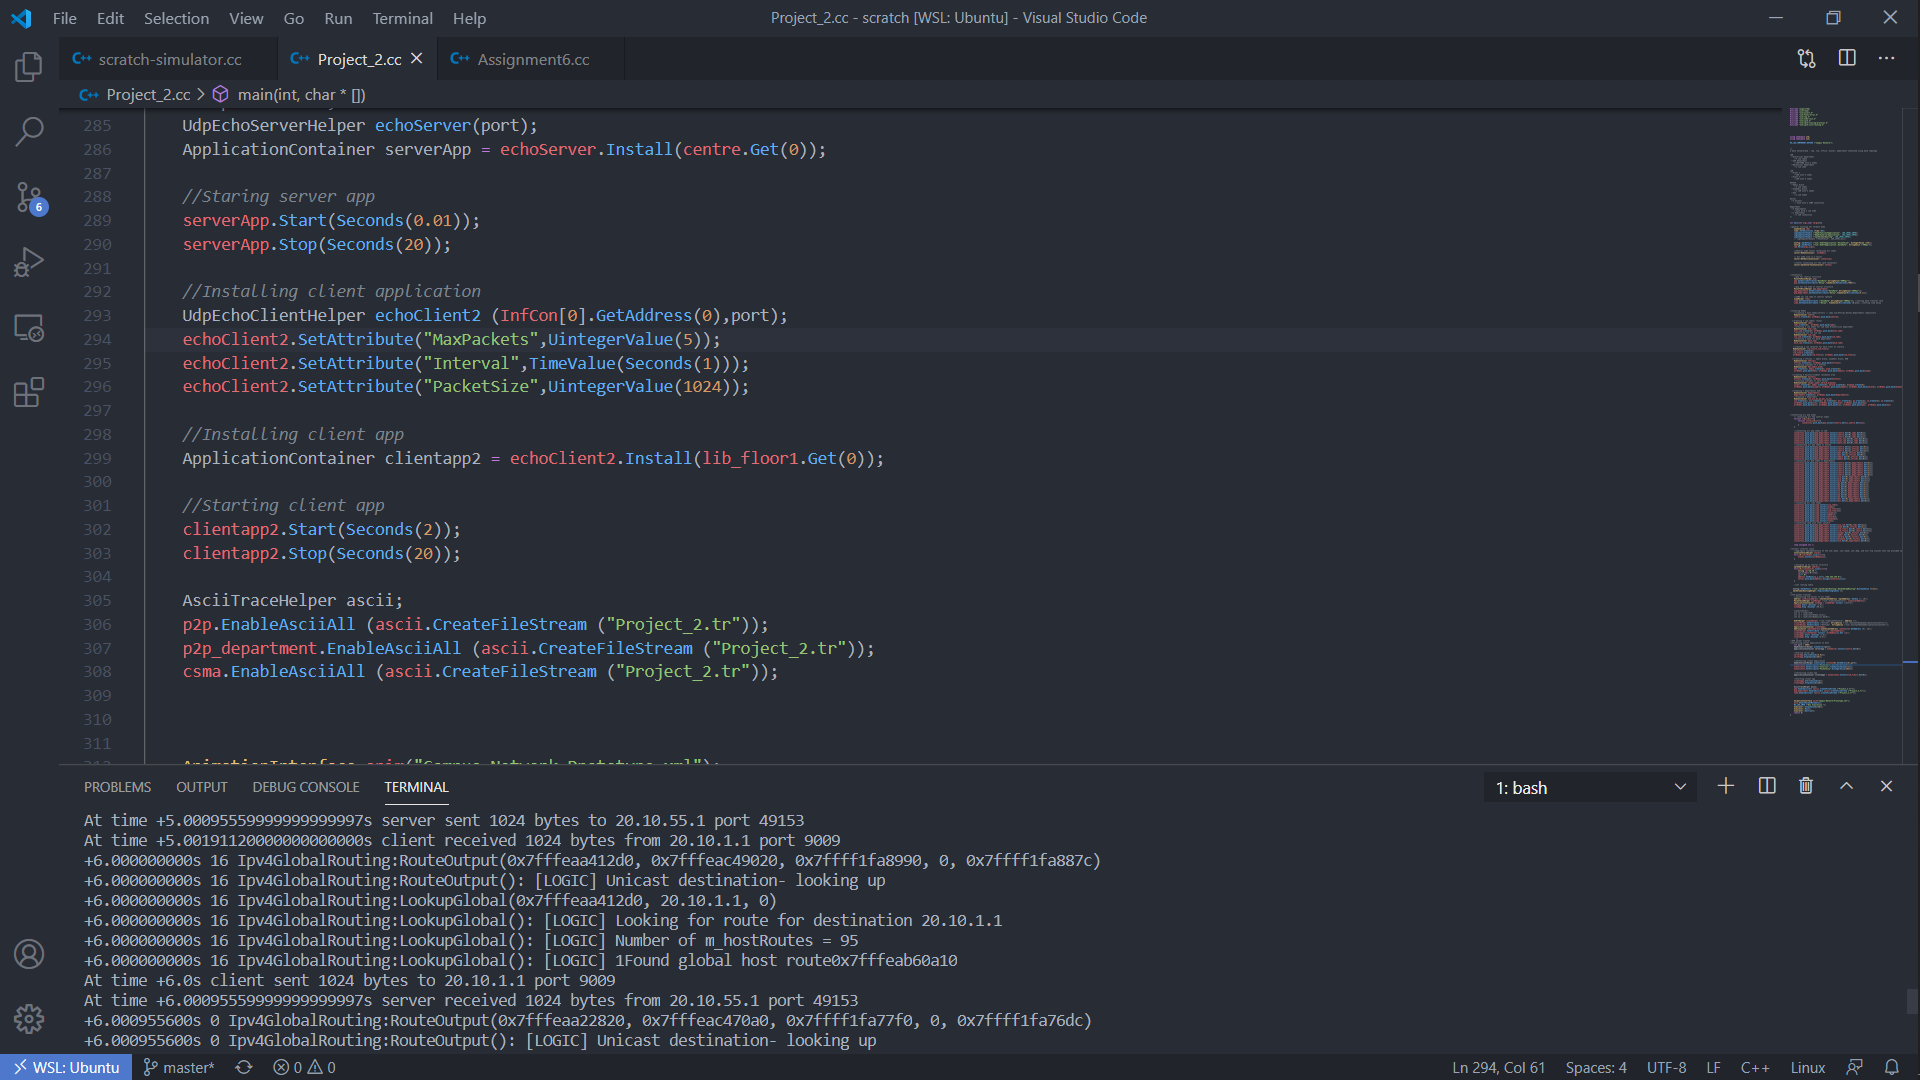 File Edit Selection View Go Run Terminal Help
Project_2.cc - scratch [WSL: Ubuntu] - Visual Studio Code
scratch-simulator.cc
Project_2.cc
Assignment6.cc
Project_2.cc > main(int, char * [])
285 UdpEchoServerHelper echoServer(port);
286 ApplicationContainer serverApp = echoServer.Install(centre.Get(0));
287
288 //Staring server app
289 serverApp.Start(Seconds(0.01));
290 serverApp.Stop(Seconds(20));
291
292 //Installing client application
293 UdpEchoClientHelper echoClient2 (InfCon[0].GetAddress(0),port);
294 echoClient2.SetAttribute("MaxPackets",UintegerValue(5));
295 echoClient2.SetAttribute("Interval",TimeValue(Seconds(1)));
296 echoClient2.SetAttribute("PacketSize",UintegerValue(1024));
297
298 //Installing client app
299 ApplicationContainer clientapp2 = echoClient2.Install(lib_floor1.Get(0));
300
301 //Starting client app
302 clientapp2.Start(Seconds(2));
303 clientapp2.Stop(Seconds(20));
304
305 AsciiTraceHelper ascii;
306 p2p.EnableAsciiAll (ascii.CreateFileStream ("Project_2.tr"));
307 p2p_department.EnableAsciiAll (ascii.CreateFileStream ("Project_2.tr"));
308 csma.EnableAsciiAll (ascii.CreateFileStream ("Project_2.tr"));
309
310
311
6
PROBLEMS OUTPUT DEBUG CONSOLE TERMINAL
1: bash
At time +5.00095559999999999997s server sent 1024 bytes to 20.10.55.1 port 49153
At time +5.00191120000000000000s client received 1024 bytes from 20.10.1.1 port 9009
+6.000000000s 16 Ipv4GlobalRouting:RouteOutput(0x7fffeaa412d0, 0x7fffeac49020, 0x7ffff1fa8990, 0, 0x7ffff1fa887c)
+6.000000000s 16 Ipv4GlobalRouting:RouteOutput(): [LOGIC] Unicast destination- looking up
+6.000000000s 16 Ipv4GlobalRouting:LookupGlobal(0x7fffeaa412d0, 20.10.1.1, 0)
+6.000000000s 16 Ipv4GlobalRouting:LookupGlobal(): [LOGIC] Looking for route for destination 20.10.1.1
+6.000000000s 16 Ipv4GlobalRouting:LookupGlobal(): [LOGIC] Number of m_hostRoutes = 95
+6.000000000s 16 Ipv4GlobalRouting:LookupGlobal(): [LOGIC] 1Found global host route0x7fffeab60a10
At time +6.0s client sent 1024 bytes to 20.10.1.1 port 9009
At time +6.00095559999999999997s server received 1024 bytes from 20.10.55.1 port 49153
+6.000955600s 0 Ipv4GlobalRouting:RouteOutput(0x7fffeaa22820, 0x7fffeac470a0, 0x7ffff1fa77f0, 0, 0x7ffff1fa76dc)
+6.000955600s 0 Ipv4GlobalRouting:RouteOutput(): [LOGIC] Unicast destination- looking up
WSL: Ubuntu master* 0 0 Ln 294, Col 61 Spaces: 4 UTF-8 LF C++ Linux